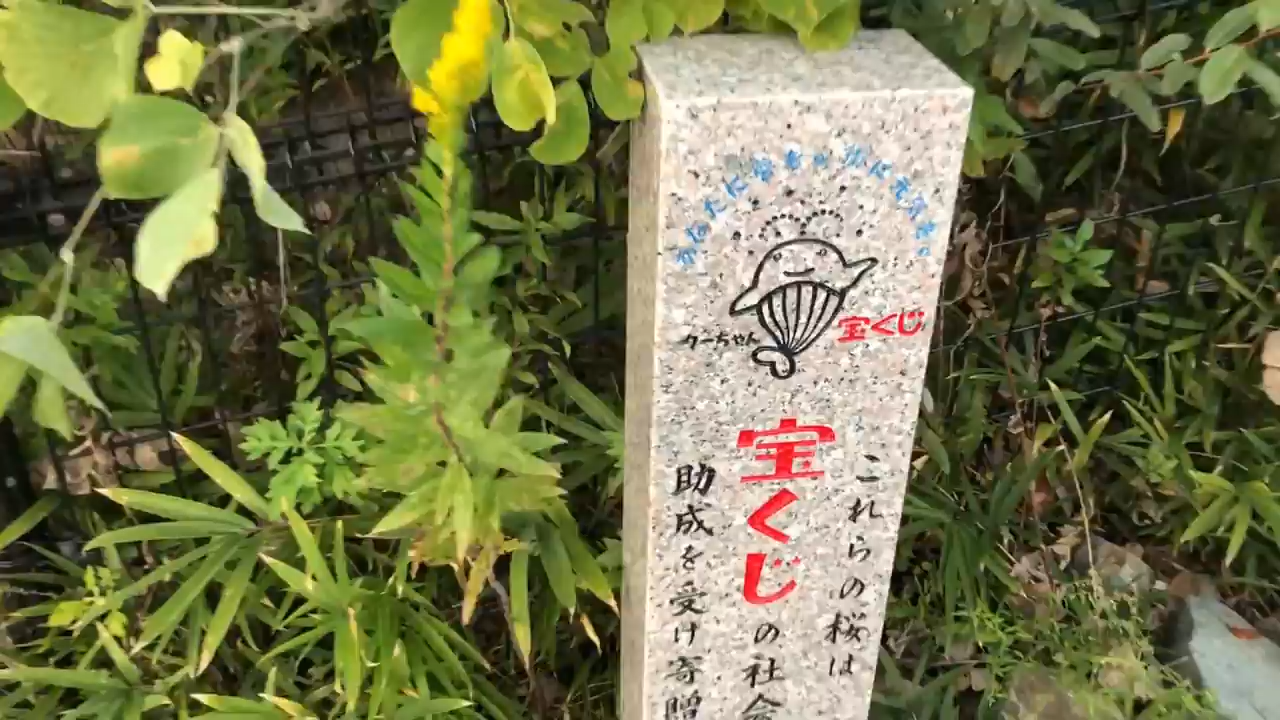 クーちゃん
宝くじ
これらの桜は
宝くじの社会
助成を受け寄贈